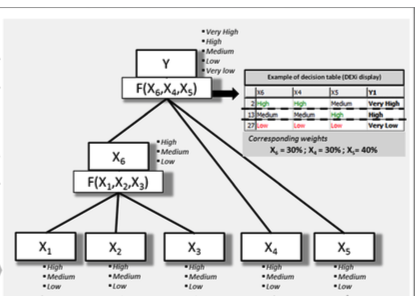 Very High
High
Medium
Low
Very low
Y
F(X6,X4,X5)
Example of decision table (DEXi display)
X6 X4 X5 Y1
2 High High Medium Very High
13 Medium Medium High High
27 Low Low Low Very Low
Corresponding weights
X6 = 30% ; X4 = 30% ; X5= 40%
X6
High
Medium
Low
F(X1,X2,X3)
X1 X2 X3 X4 X5
High High High High High
Medium Medium Medium Medium Medium
Low Low Low Low Low